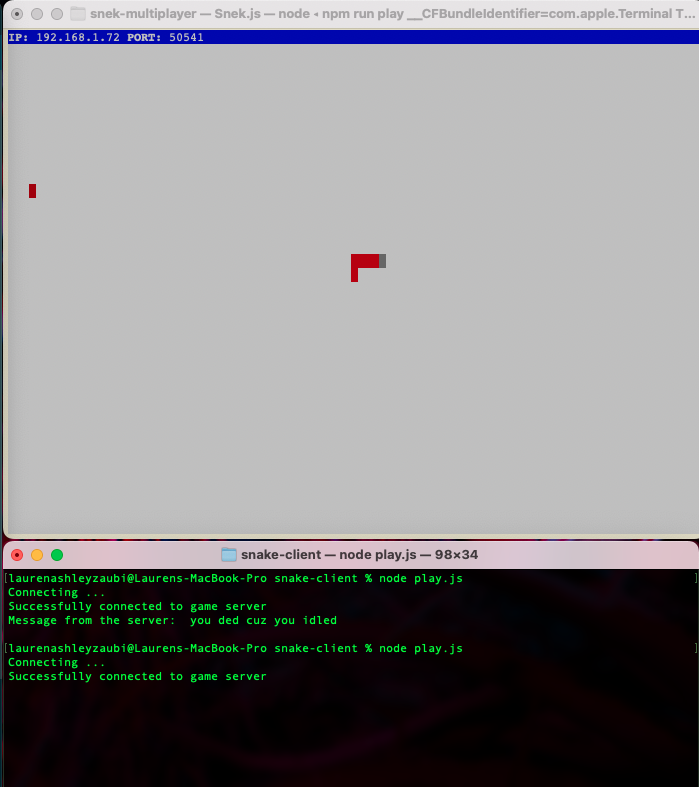 snek-multiplayer — Snek.js — node ◂ npm run play __CFBundleIdentifier=com.apple.Terminal T...
IP: 192.168.1.72 PORT: 50541
snake-client — node play.js — 98×34
[laurenashleyzaubi@Laurens-MacBook-Pro snake-client % node play.js ]
Connecting ...
Successfully connected to game server
Message from the server:  you ded cuz you idled
[laurenashleyzaubi@Laurens-MacBook-Pro snake-client % node play.js ]
Connecting ...
Successfully connected to game server